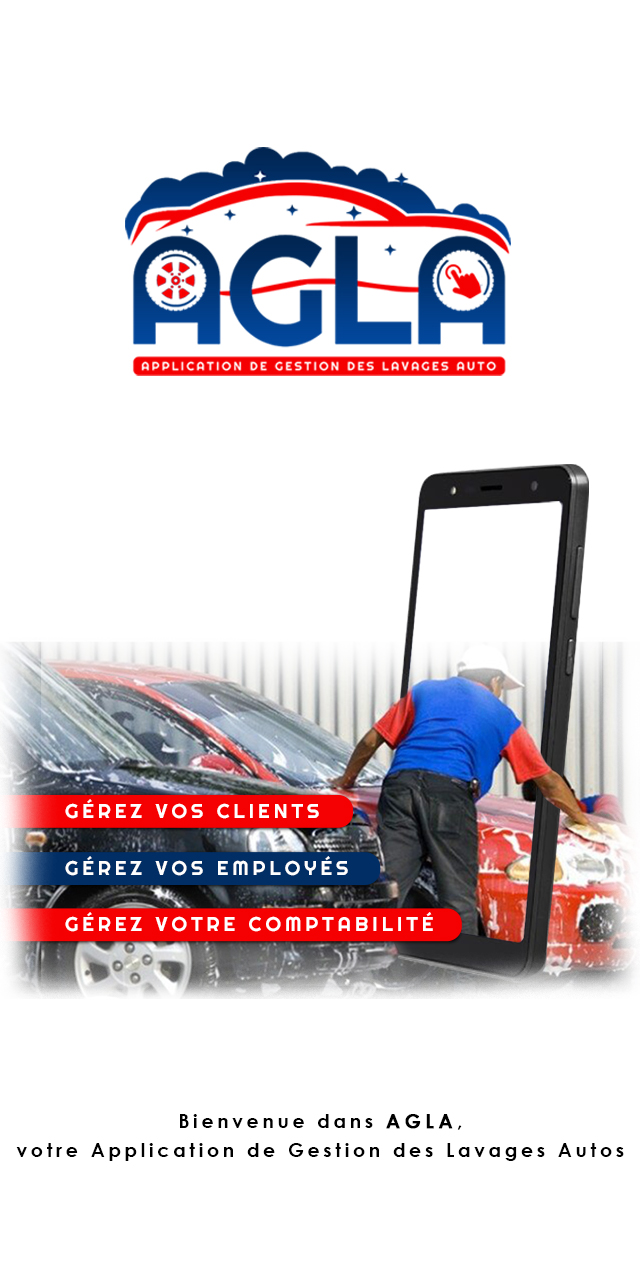 AGLA
APPLICATION DE GESTION DES LAVAGES AUTO
GÉREZ VOS CLIENTS
GÉREZ VOS EMPLOYÉS
GÉREZ VOTRE COMPTABILITÉ
Bienvenue dans AGLA,
votre Application de Gestion des Lavages Autos